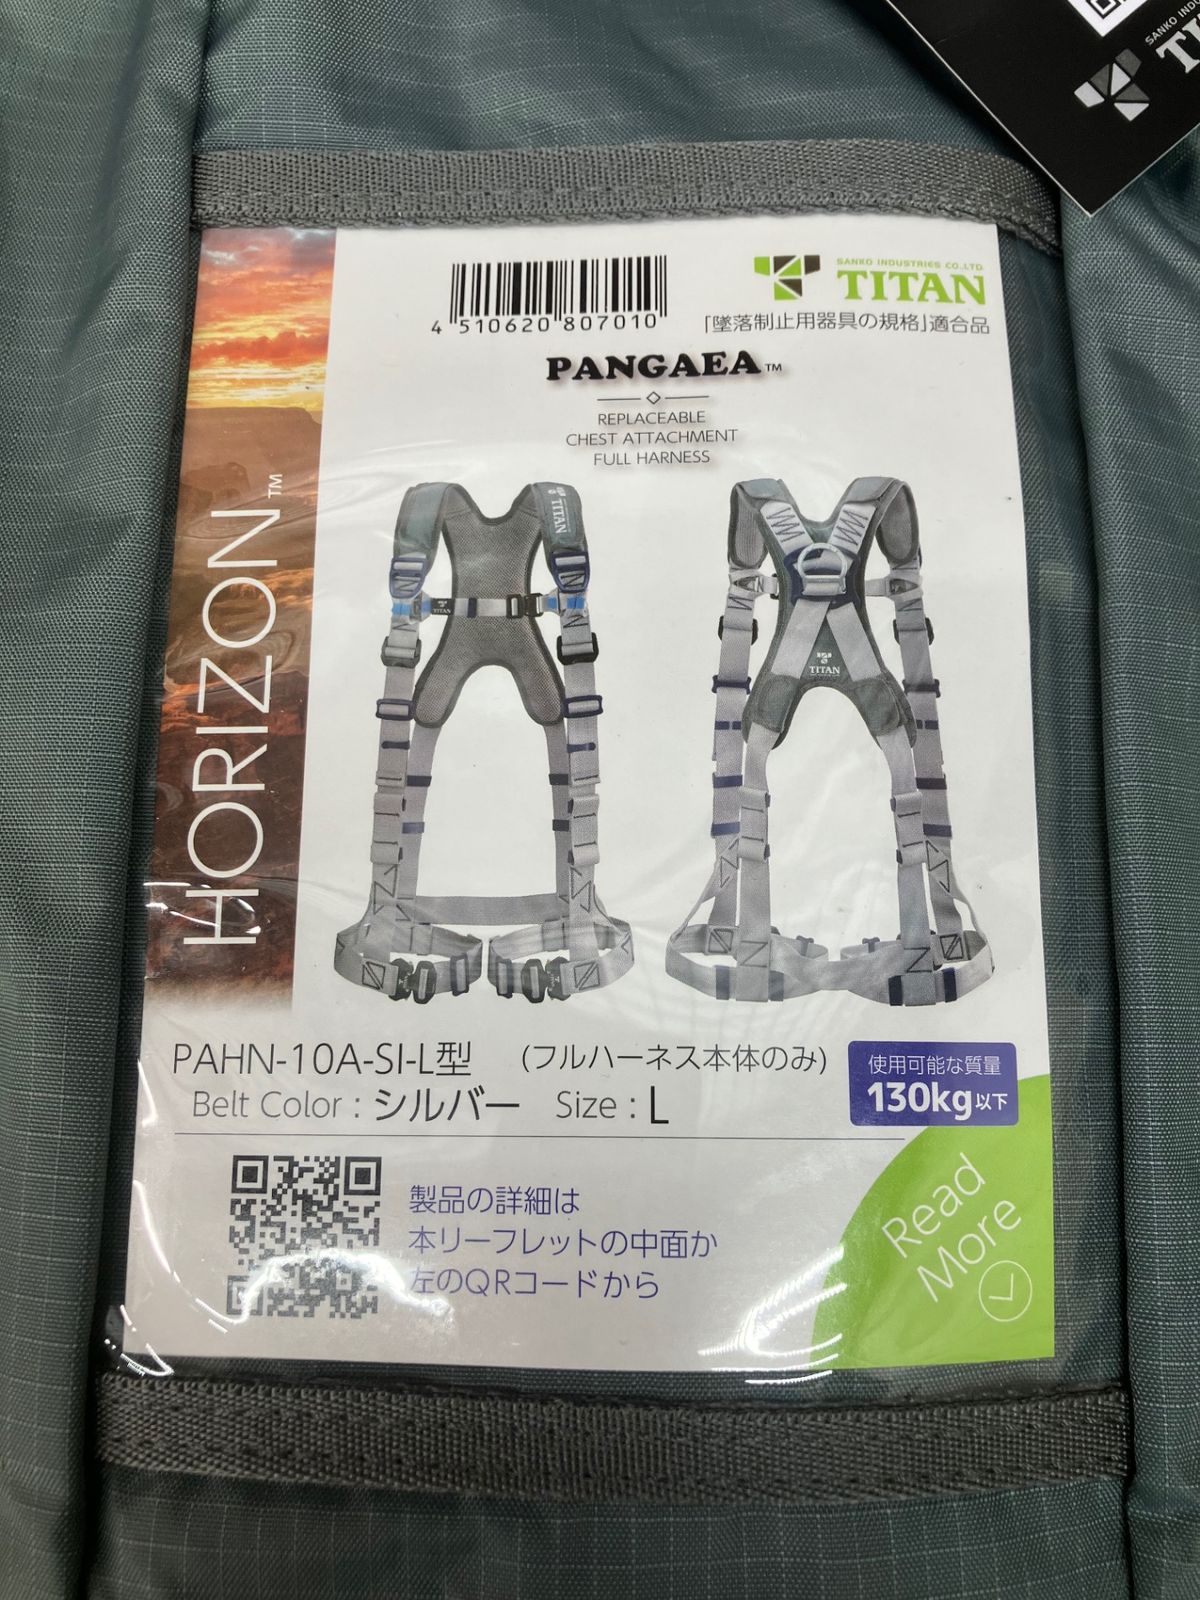 SANKO INDU
TI
4 510620 807010
SANKO INDUSTRIES CO.,LTD.
TITAN
「墜落制止用器具の規格」適合品
PANGAEA™
REPLACEABLE
CHEST ATTACHMENT
FULL HARNESS
HORIZON™
TITAN
TITAN
TITAN
PAHN-10A-SI-L型 (フルハーネス本体のみ)
Belt Color : シルバー Size : L
使用可能な質量
130kg以下
製品の詳細は
本リーフレットの中面か
左のQRコードから
Read
More